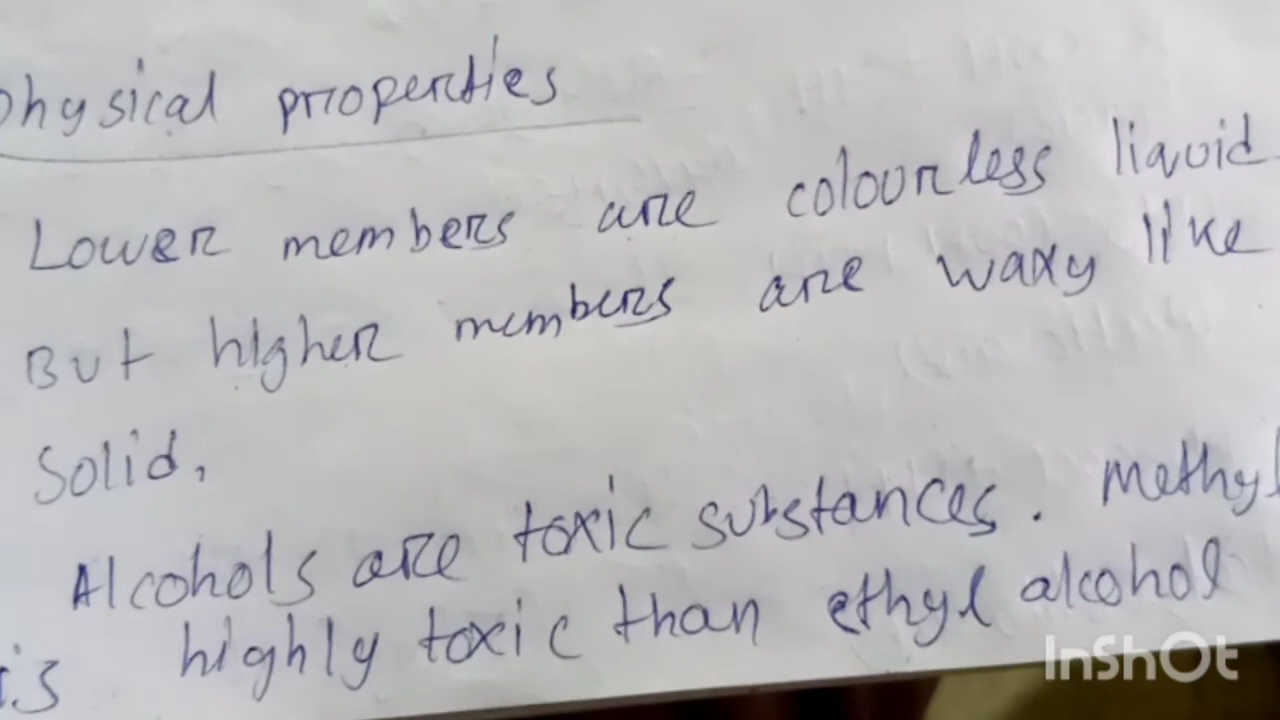 Physical properties
Lower members are colourless liquid
But higher members are waxy like
Solid,
Alcohols are toxic substances. Methyl
is highly toxic than ethyl alcohol
InShOt